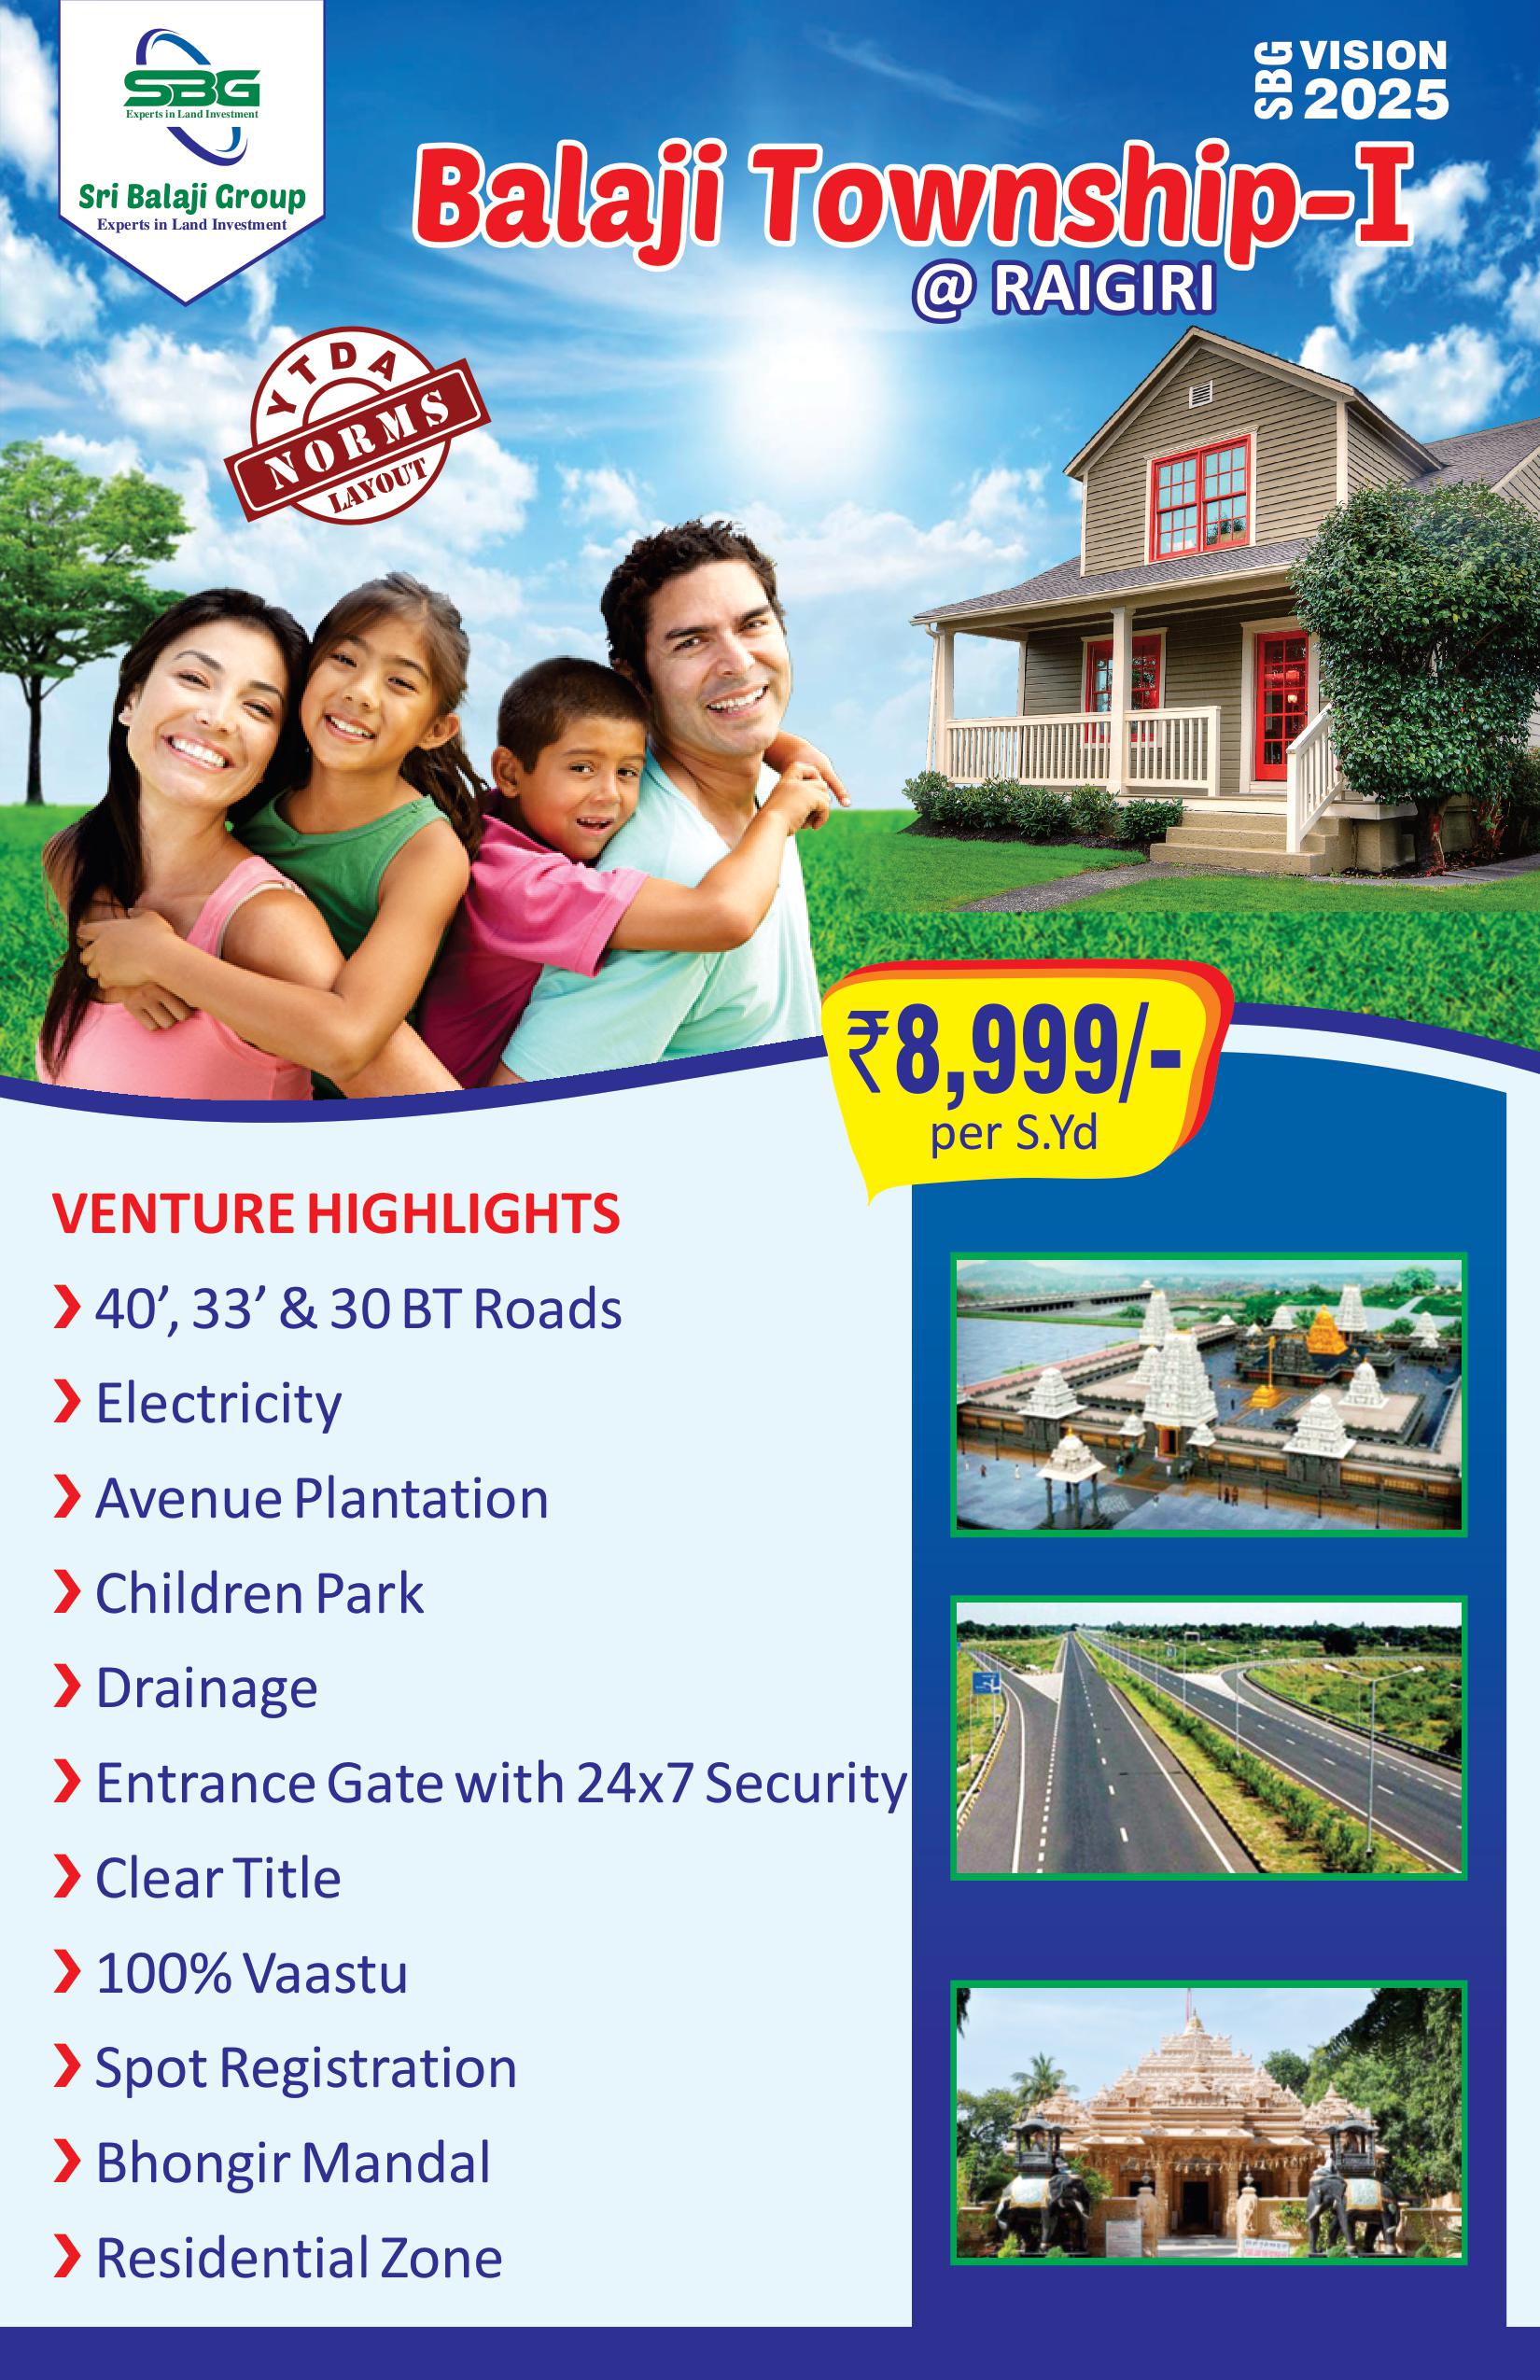 SBG
Experts in Land Investment
Sri Balaji Group
Experts in Land Investment
SBG VISION
2025
Balaji Township-I
@ RAIGIRI
YTDA
NORMS
LAYOUT
₹8,999/-
per S.Yd
VENTURE HIGHLIGHTS
❯ 40’, 33’ & 30 BT Roads
❯ Electricity
❯ Avenue Plantation
❯ Children Park
❯ Drainage
❯ Entrance Gate with 24x7 Security
❯ Clear Title
❯ 100% Vaastu
❯ Spot Registration
❯ Bhongir Mandal
❯ Residential Zone